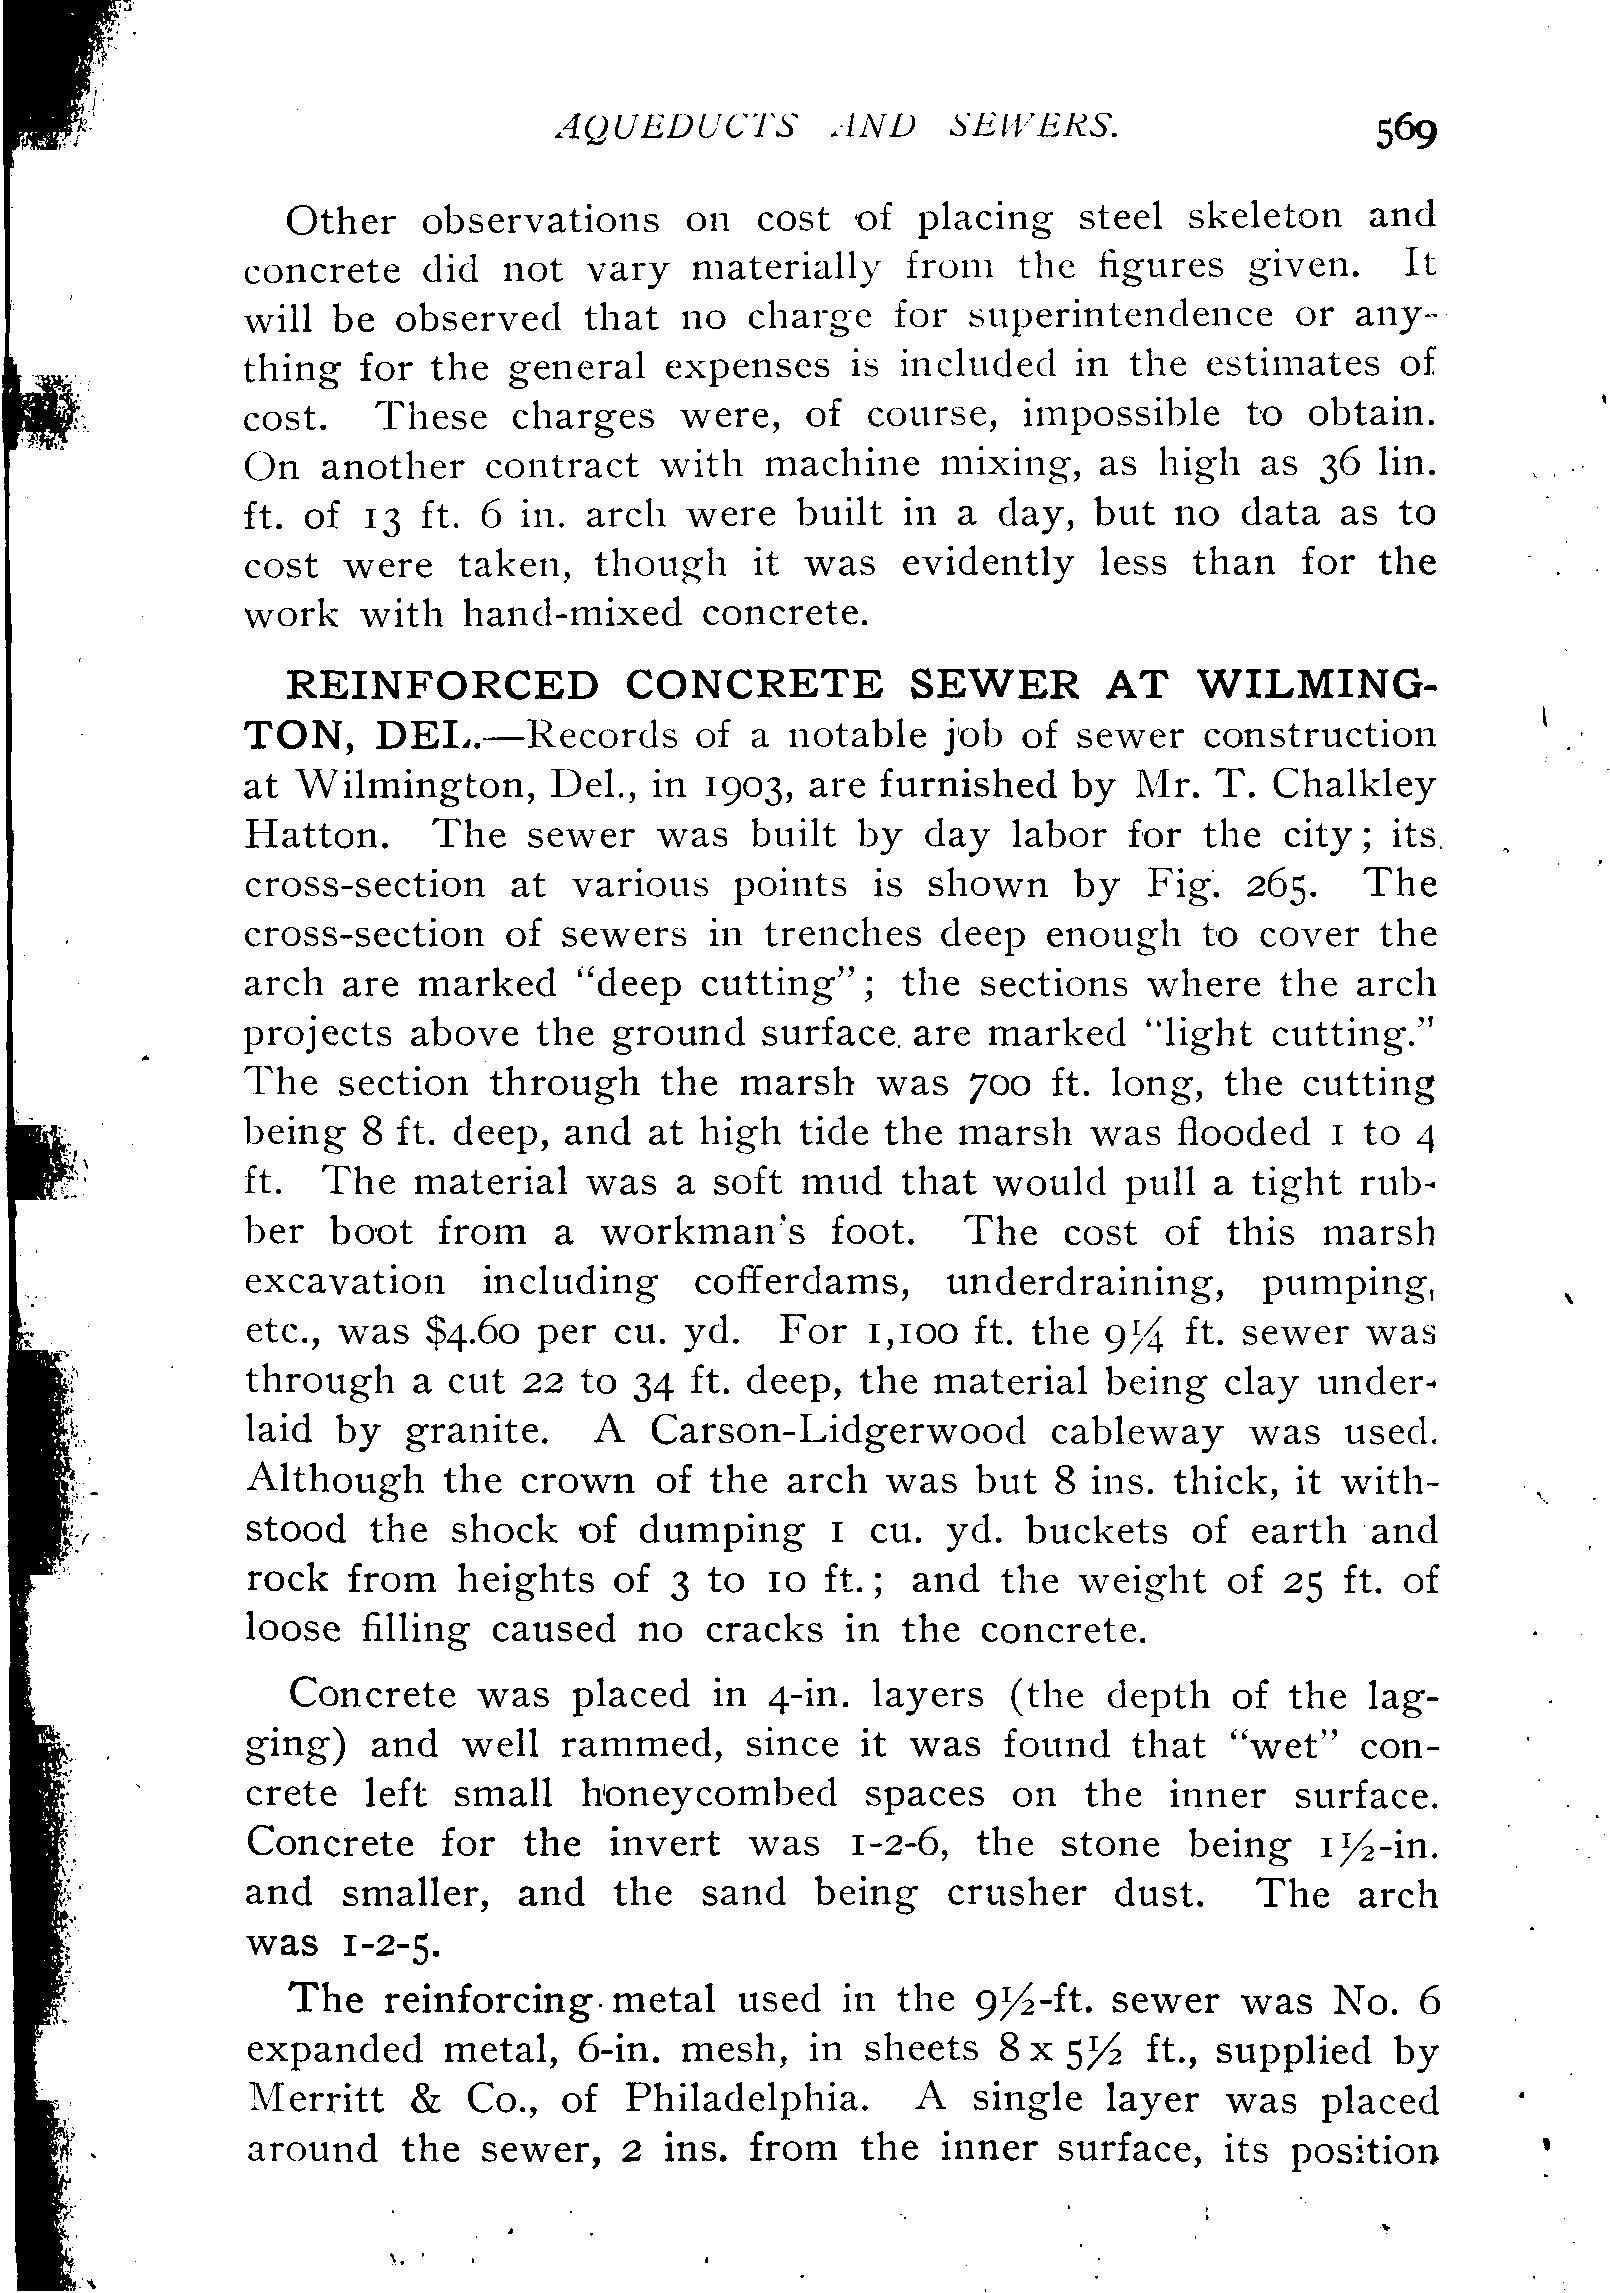 AQUEDUCTS AND SEWERS. 569
Other observations on cost of placing steel skeleton and
concrete did not vary materially from the figures given. It
will be observed that no charge for superintendence or any-
thing for the general expenses is included in the estimates of
cost. These charges were, of course, impossible to obtain.
On another contract with machine mixing, as high as 36 lin.
ft. of 13 ft. 6 in. arch were built in a day, but no data as to
cost were taken, though it was evidently less than for the
work with hand-mixed concrete.
REINFORCED CONCRETE SEWER AT WILMING-
TON, DEL.—Records of a notable job of sewer construction
at Wilmington, Del., in 1903, are furnished by Mr. T. Chalkley
Hatton. The sewer was built by day labor for the city; its
cross-section at various points is shown by Fig. 265. The
cross-section of sewers in trenches deep enough to cover the
arch are marked "deep cutting"; the sections where the arch
projects above the ground surface are marked "light cutting."
The section through the marsh was 700 ft. long, the cutting
being 8 ft. deep, and at high tide the marsh was flooded 1 to 4
ft. The material was a soft mud that would pull a tight rub-
ber boot from a workman's foot. The cost of this marsh
excavation including cofferdams, underdraining, pumping,
etc., was $4.60 per cu. yd. For 1,100 ft. the 9¼ ft. sewer was
through a cut 22 to 34 ft. deep, the material being clay under-
laid by granite. A Carson-Lidgerwood cableway was used.
Although the crown of the arch was but 8 ins. thick, it with-
stood the shock of dumping 1 cu. yd. buckets of earth and
rock from heights of 3 to 10 ft.; and the weight of 25 ft. of
loose filling caused no cracks in the concrete.
Concrete was placed in 4-in. layers (the depth of the lag-
ging) and well rammed, since it was found that "wet" con-
crete left small honeycombed spaces on the inner surface.
Concrete for the invert was 1-2-6, the stone being 1½-in.
and smaller, and the sand being crusher dust. The arch
was 1-2-5.
The reinforcing metal used in the 9½-ft. sewer was No. 6
expanded metal, 6-in. mesh, in sheets 8 x 5½ ft., supplied by
Merritt & Co., of Philadelphia. A single layer was placed
around the sewer, 2 ins. from the inner surface, its position